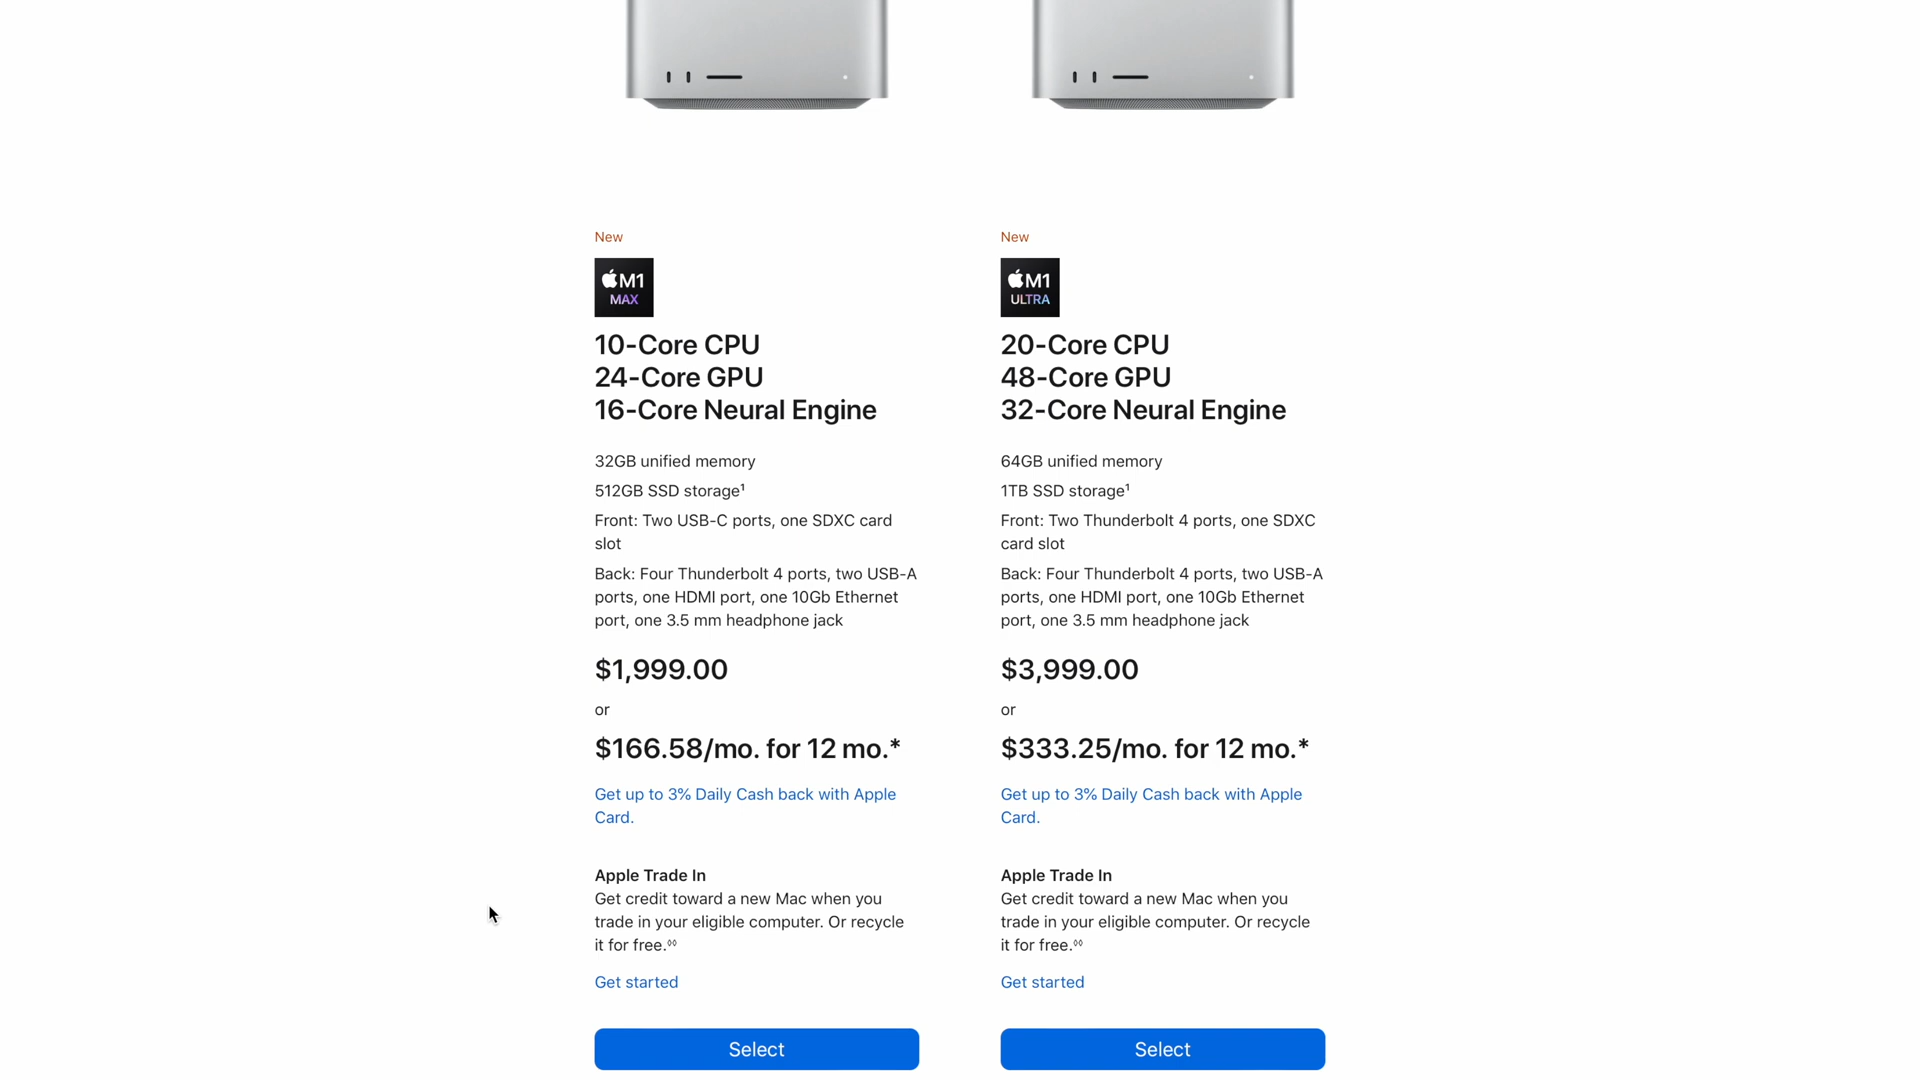 New
M1
MAX
10-Core CPU
24-Core GPU
16-Core Neural Engine
32GB unified memory
512GB SSD storage¹
Front: Two USB-C ports, one SDXC card
slot
Back: Four Thunderbolt 4 ports, two USB-A
ports, one HDMI port, one 10Gb Ethernet
port, one 3.5 mm headphone jack
$1,999.00
or
$166.58/mo. for 12 mo.*
Get up to 3% Daily Cash back with Apple
Card.
Apple Trade In
Get credit toward a new Mac when you
trade in your eligible computer. Or recycle
it for free.◊◊
Get started
Select
New
M1
ULTRA
20-Core CPU
48-Core GPU
32-Core Neural Engine
64GB unified memory
1TB SSD storage¹
Front: Two Thunderbolt 4 ports, one SDXC
card slot
Back: Four Thunderbolt 4 ports, two USB-A
ports, one HDMI port, one 10Gb Ethernet
port, one 3.5 mm headphone jack
$3,999.00
or
$333.25/mo. for 12 mo.*
Get up to 3% Daily Cash back with Apple
Card.
Apple Trade In
Get credit toward a new Mac when you
trade in your eligible computer. Or recycle
it for free.◊◊
Get started
Select